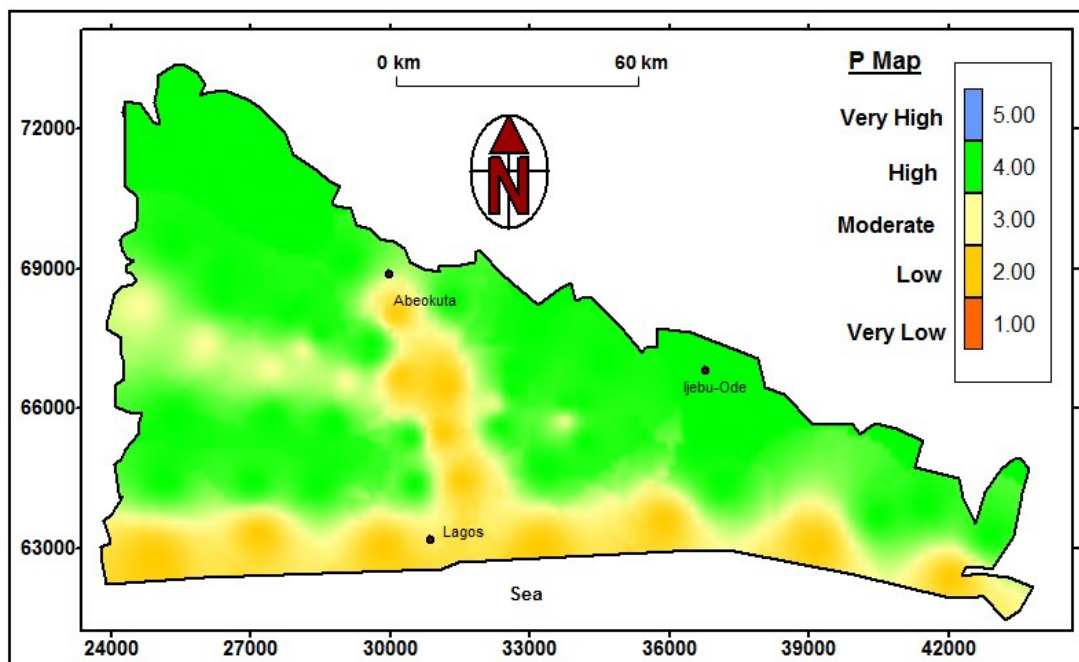 0 km 60 km
P Map
Very High 5.00
High 4.00
Moderate 3.00
Low 2.00
Very Low 1.00
N
72000
69000
66000
63000
Abeokuta
Ijebu-Ode
Lagos
Sea
24000 27000 30000 33000 36000 39000 42000